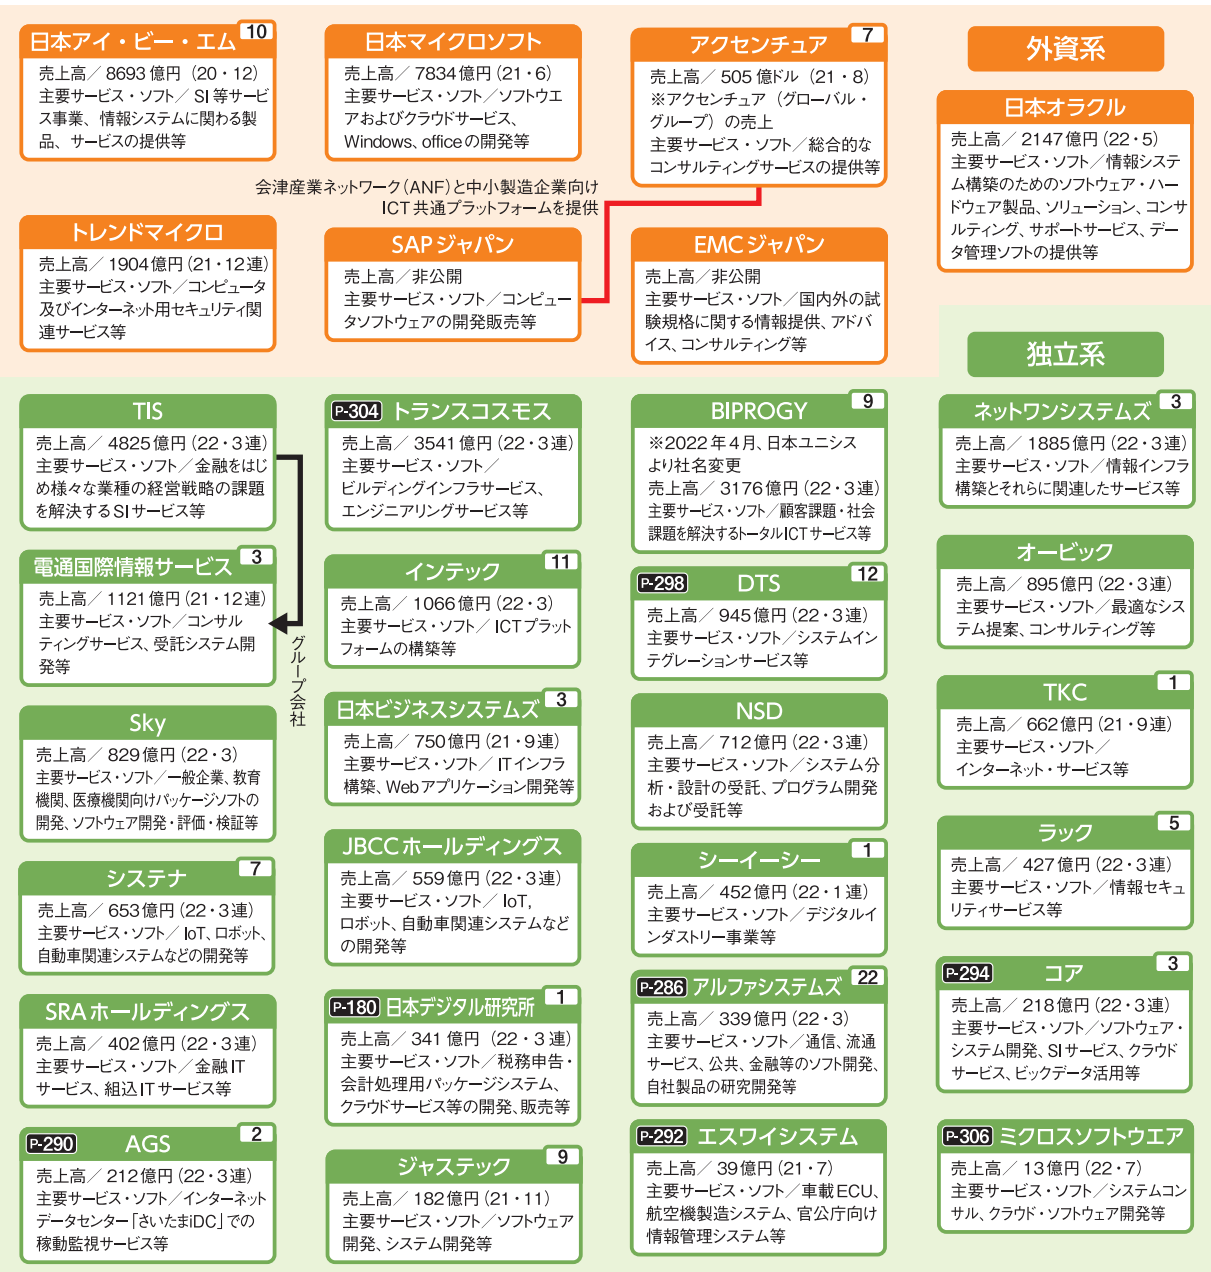 日本アイ・ビー・エム 10
売上高／8693億円（20・12）
主要サービス・ソフト／SI等サービ
ス事業、情報システムに関わる製
品、サービスの提供等
日本マイクロソフト
売上高／7834億円（21・6）
主要サービス・ソフト／ソフトウエ
アおよびクラウドサービス、
Windows、officeの開発等
アクセンチュア 7
売上高／505億ドル（21・8）
※アクセンチュア（グローバル・
グループ）の売上
主要サービス・ソフト／総合的な
コンサルティングサービスの提供等
外資系
日本オラクル
売上高／2147億円（22・5）
主要サービス・ソフト／情報システ
ム構築のためのソフトウェア・ハー
ドウェア製品、ソリューション、コンサ
ルティング、サポートサービス、デー
タ管理ソフトの提供等
会津産業ネットワーク（ANF）と中小製造企業向け
ICT共通プラットフォームを提供
トレンドマイクロ
売上高／1904億円（21・12連）
主要サービス・ソフト／コンピュータ
及びインターネット用セキュリティ関
連サービス等
SAPジャパン
売上高／非公開
主要サービス・ソフト／コンピュー
タソフトウェアの開発販売等
EMCジャパン
売上高／非公開
主要サービス・ソフト／国内外の試
験規格に関する情報提供、アドバ
イス、コンサルティング等
独立系
TIS
売上高／4825億円（22・3連）
主要サービス・ソフト／金融をはじ
め様々な業種の経営戦略の課題
を解決するSIサービス等
P-304 トランスコスモス
売上高／3541億円（22・3連）
主要サービス・ソフト／
ビルディングインフラサービス、
エンジニアリングサービス等
BIPROGY 9
※2022年4月、日本ユニシス
より社名変更
売上高／3176億円（22・3連）
主要サービス・ソフト／顧客課題・社会
課題を解決するトータルICTサービス等
ネットワンシステムズ 3
売上高／1885億円（22・3連）
主要サービス・ソフト／情報インフラ
構築とそれらに関連したサービス等
電通国際情報サービス 3
売上高／1121億円（21・12連）
主要サービス・ソフト／コンサル
ティングサービス、受託システム開
発等
グループ会社
インテック 11
売上高／1066億円（22・3）
主要サービス・ソフト／ICTプラット
フォームの構築等
P-298 DTS 12
売上高／945億円（22・3連）
主要サービス・ソフト／システムイン
テグレーションサービス等
オービック
売上高／895億円（22・3連）
主要サービス・ソフト／最適なシス
テム提案、コンサルティング等
Sky
売上高／829億円（22・3）
主要サービス・ソフト／一般企業、教育
機関、医療機関向けパッケージソフトの
開発、ソフトウェア開発・評価・検証等
日本ビジネスシステムズ 3
売上高／750億円（21・9連）
主要サービス・ソフト／ITインフラ
構築、Webアプリケーション開発等
NSD
売上高／712億円（22・3連）
主要サービス・ソフト／システム分
析・設計の受託、プログラム開発
および受託等
TKC 1
売上高／662億円（21・9連）
主要サービス・ソフト／
インターネット・サービス等
システナ 7
売上高／653億円（22・3連）
主要サービス・ソフト／IoT、ロボット、
自動車関連システムなどの開発等
JBCCホールディングス
売上高／559億円（22・3連）
主要サービス・ソフト／IoT,
ロボット、自動車関連システムなど
の開発等
シーイーシー 1
売上高／452億円（22・1連）
主要サービス・ソフト／デジタルイ
ンダストリー事業等
ラック 5
売上高／427億円（22・3連）
主要サービス・ソフト／情報セキュ
リティサービス等
SRAホールディングス
売上高／402億円（22・3連）
主要サービス・ソフト／金融IT
サービス、組込ITサービス等
P-180 日本デジタル研究所 1
売上高／341億円（22・3連）
主要サービス・ソフト／税務申告・
会計処理用パッケージシステム、
クラウドサービス等の開発、販売等
P-286 アルファシステムズ 22
売上高／339億円（22・3）
主要サービス・ソフト／通信、流通
サービス、公共、金融等のソフト開発、
自社製品の研究開発等
P-294 コア 3
売上高／218億円（22・3連）
主要サービス・ソフト／ソフトウェア・
システム開発、SIサービス、クラウド
サービス、ビックデータ活用等
P-290 AGS 2
売上高／212億円（22・3連）
主要サービス・ソフト／インターネット
データセンター「さいたまiDC」での
稼動監視サービス等
ジャステック 9
売上高／182億円（21・11）
主要サービス・ソフト／ソフトウェア
開発、システム開発等
P-292 エスワイシステム
売上高／39億円（21・7）
主要サービス・ソフト／車載ECU、
航空機製造システム、官公庁向け
情報管理システム等
P-306 ミクロスソフトウエア
売上高／13億円（22・7）
主要サービス・ソフト／システムコン
サル、クラウド・ソフトウェア開発等